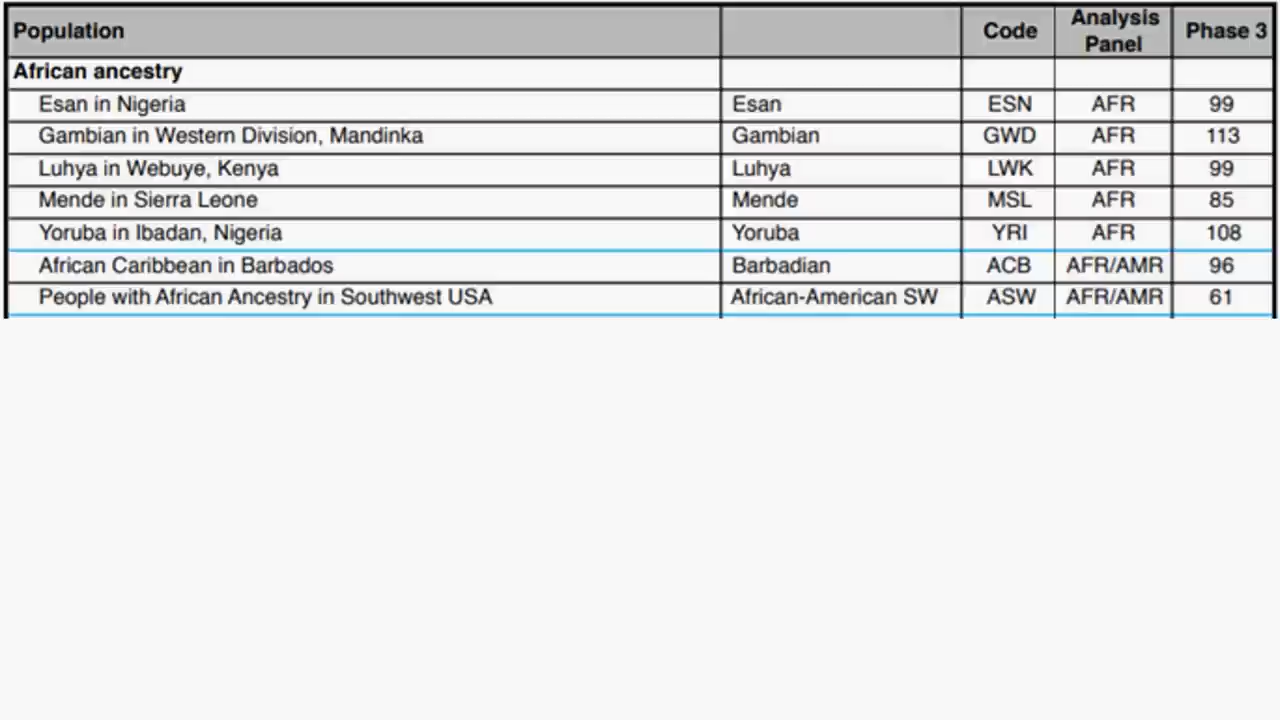 Population Code Analysis Panel Phase 3
African ancestry
Esan in Nigeria Esan ESN AFR 99
Gambian in Western Division, Mandinka Gambian GWD AFR 113
Luhya in Webuye, Kenya Luhya LWK AFR 99
Mende in Sierra Leone Mende MSL AFR 85
Yoruba in Ibadan, Nigeria Yoruba YRI AFR 108
African Caribbean in Barbados Barbadian ACB AFR/AMR 96
People with African Ancestry in Southwest USA African-American SW ASW AFR/AMR 61